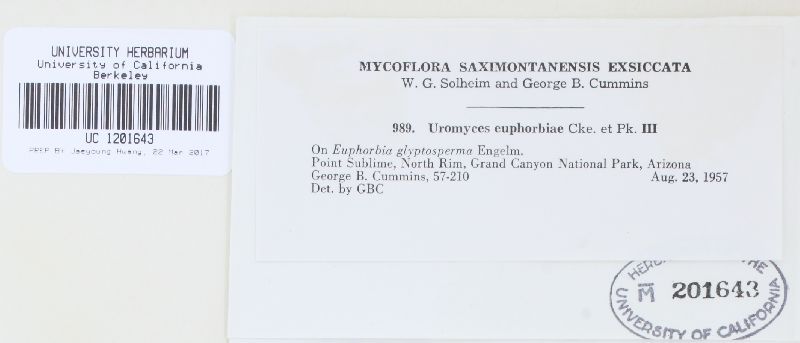 UNIVERSITY HERBARIUM
University of California
Berkeley
UC 1201643
PREP BY Jaeyoung Huang, 22 Mar 2017
MYCOFLORA SAXIMONTANENSIS EXSICCATA
W. G. Solheim and George B. Cummins
989. Uromyces euphorbiae Cke. et Pk. III
On Euphorbia glyptosperma Engelm.
Point Sublime, North Rim, Grand Canyon National Park, Arizona
George B. Cummins, 57-210 Aug. 23, 1957
Det. by GBC
M 201643
UNIVERSITY OF CALIFORNIA